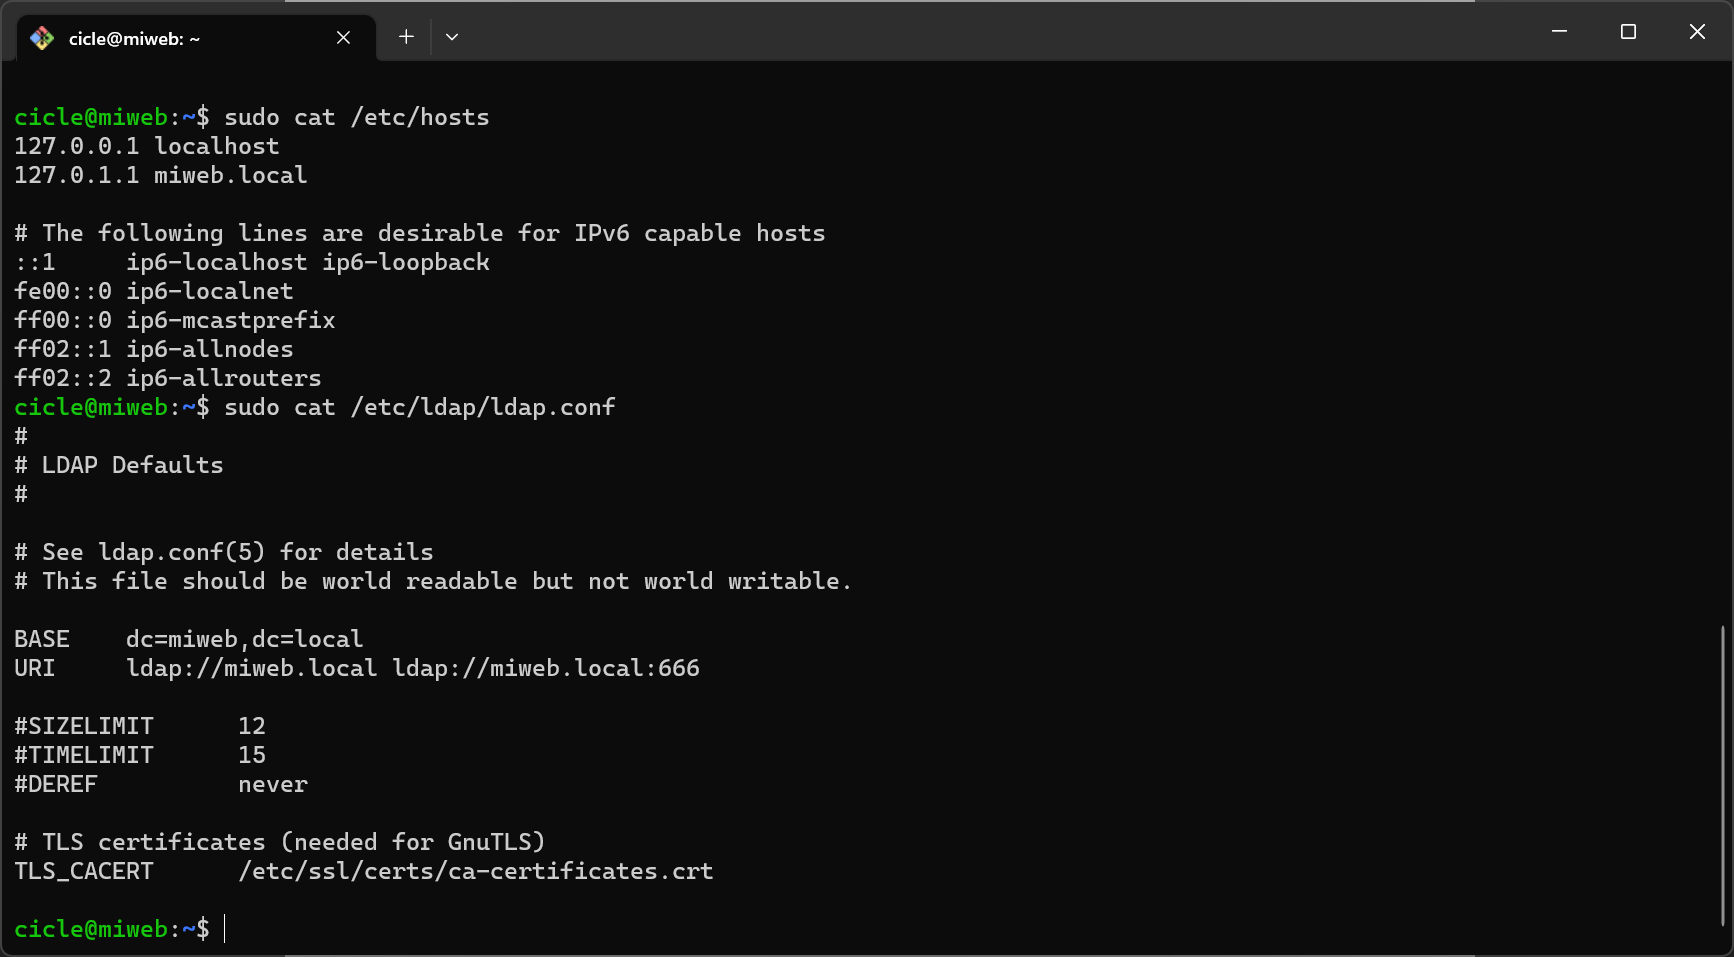 cicle@miweb: ~
cicle@miweb:~$ sudo cat /etc/hosts
127.0.0.1 localhost
127.0.1.1 miweb.local
# The following lines are desirable for IPv6 capable hosts
::1     ip6-localhost ip6-loopback
fe00::0 ip6-localnet
ff00::0 ip6-mcastprefix
ff02::1 ip6-allnodes
ff02::2 ip6-allrouters
cicle@miweb:~$ sudo cat /etc/ldap/ldap.conf
#
# LDAP Defaults
#
# See ldap.conf(5) for details
# This file should be world readable but not world writable.
BASE    dc=miweb,dc=local
URI     ldap://miweb.local ldap://miweb.local:666
#SIZELIMIT      12
#TIMELIMIT      15
#DEREF          never
# TLS certificates (needed for GnuTLS)
TLS_CACERT      /etc/ssl/certs/ca-certificates.crt
cicle@miweb:~$